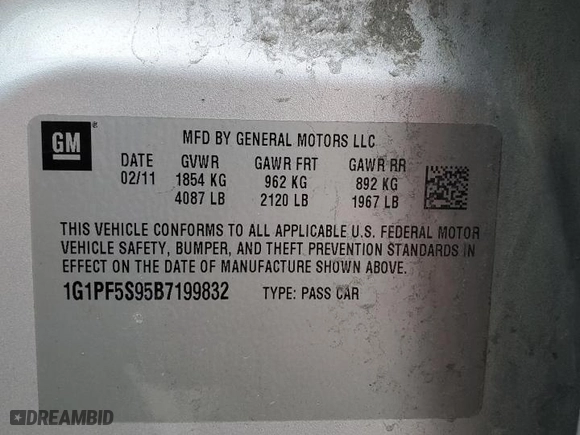 GM
MFD BY GENERAL MOTORS LLC
DATE GVWR GAWR FRT GAWR RR
02/11 1854 KG 962 KG 892 KG
4087 LB 2120 LB 1967 LB
THIS VEHICLE CONFORMS TO ALL APPLICABLE U.S. FEDERAL MOTOR
VEHICLE SAFETY, BUMPER, AND THEFT PREVENTION STANDARDS IN
EFFECT ON THE DATE OF MANUFACTURE SHOWN ABOVE.
1G1PF5S95B7199832 TYPE: PASS CAR
DREAMBID